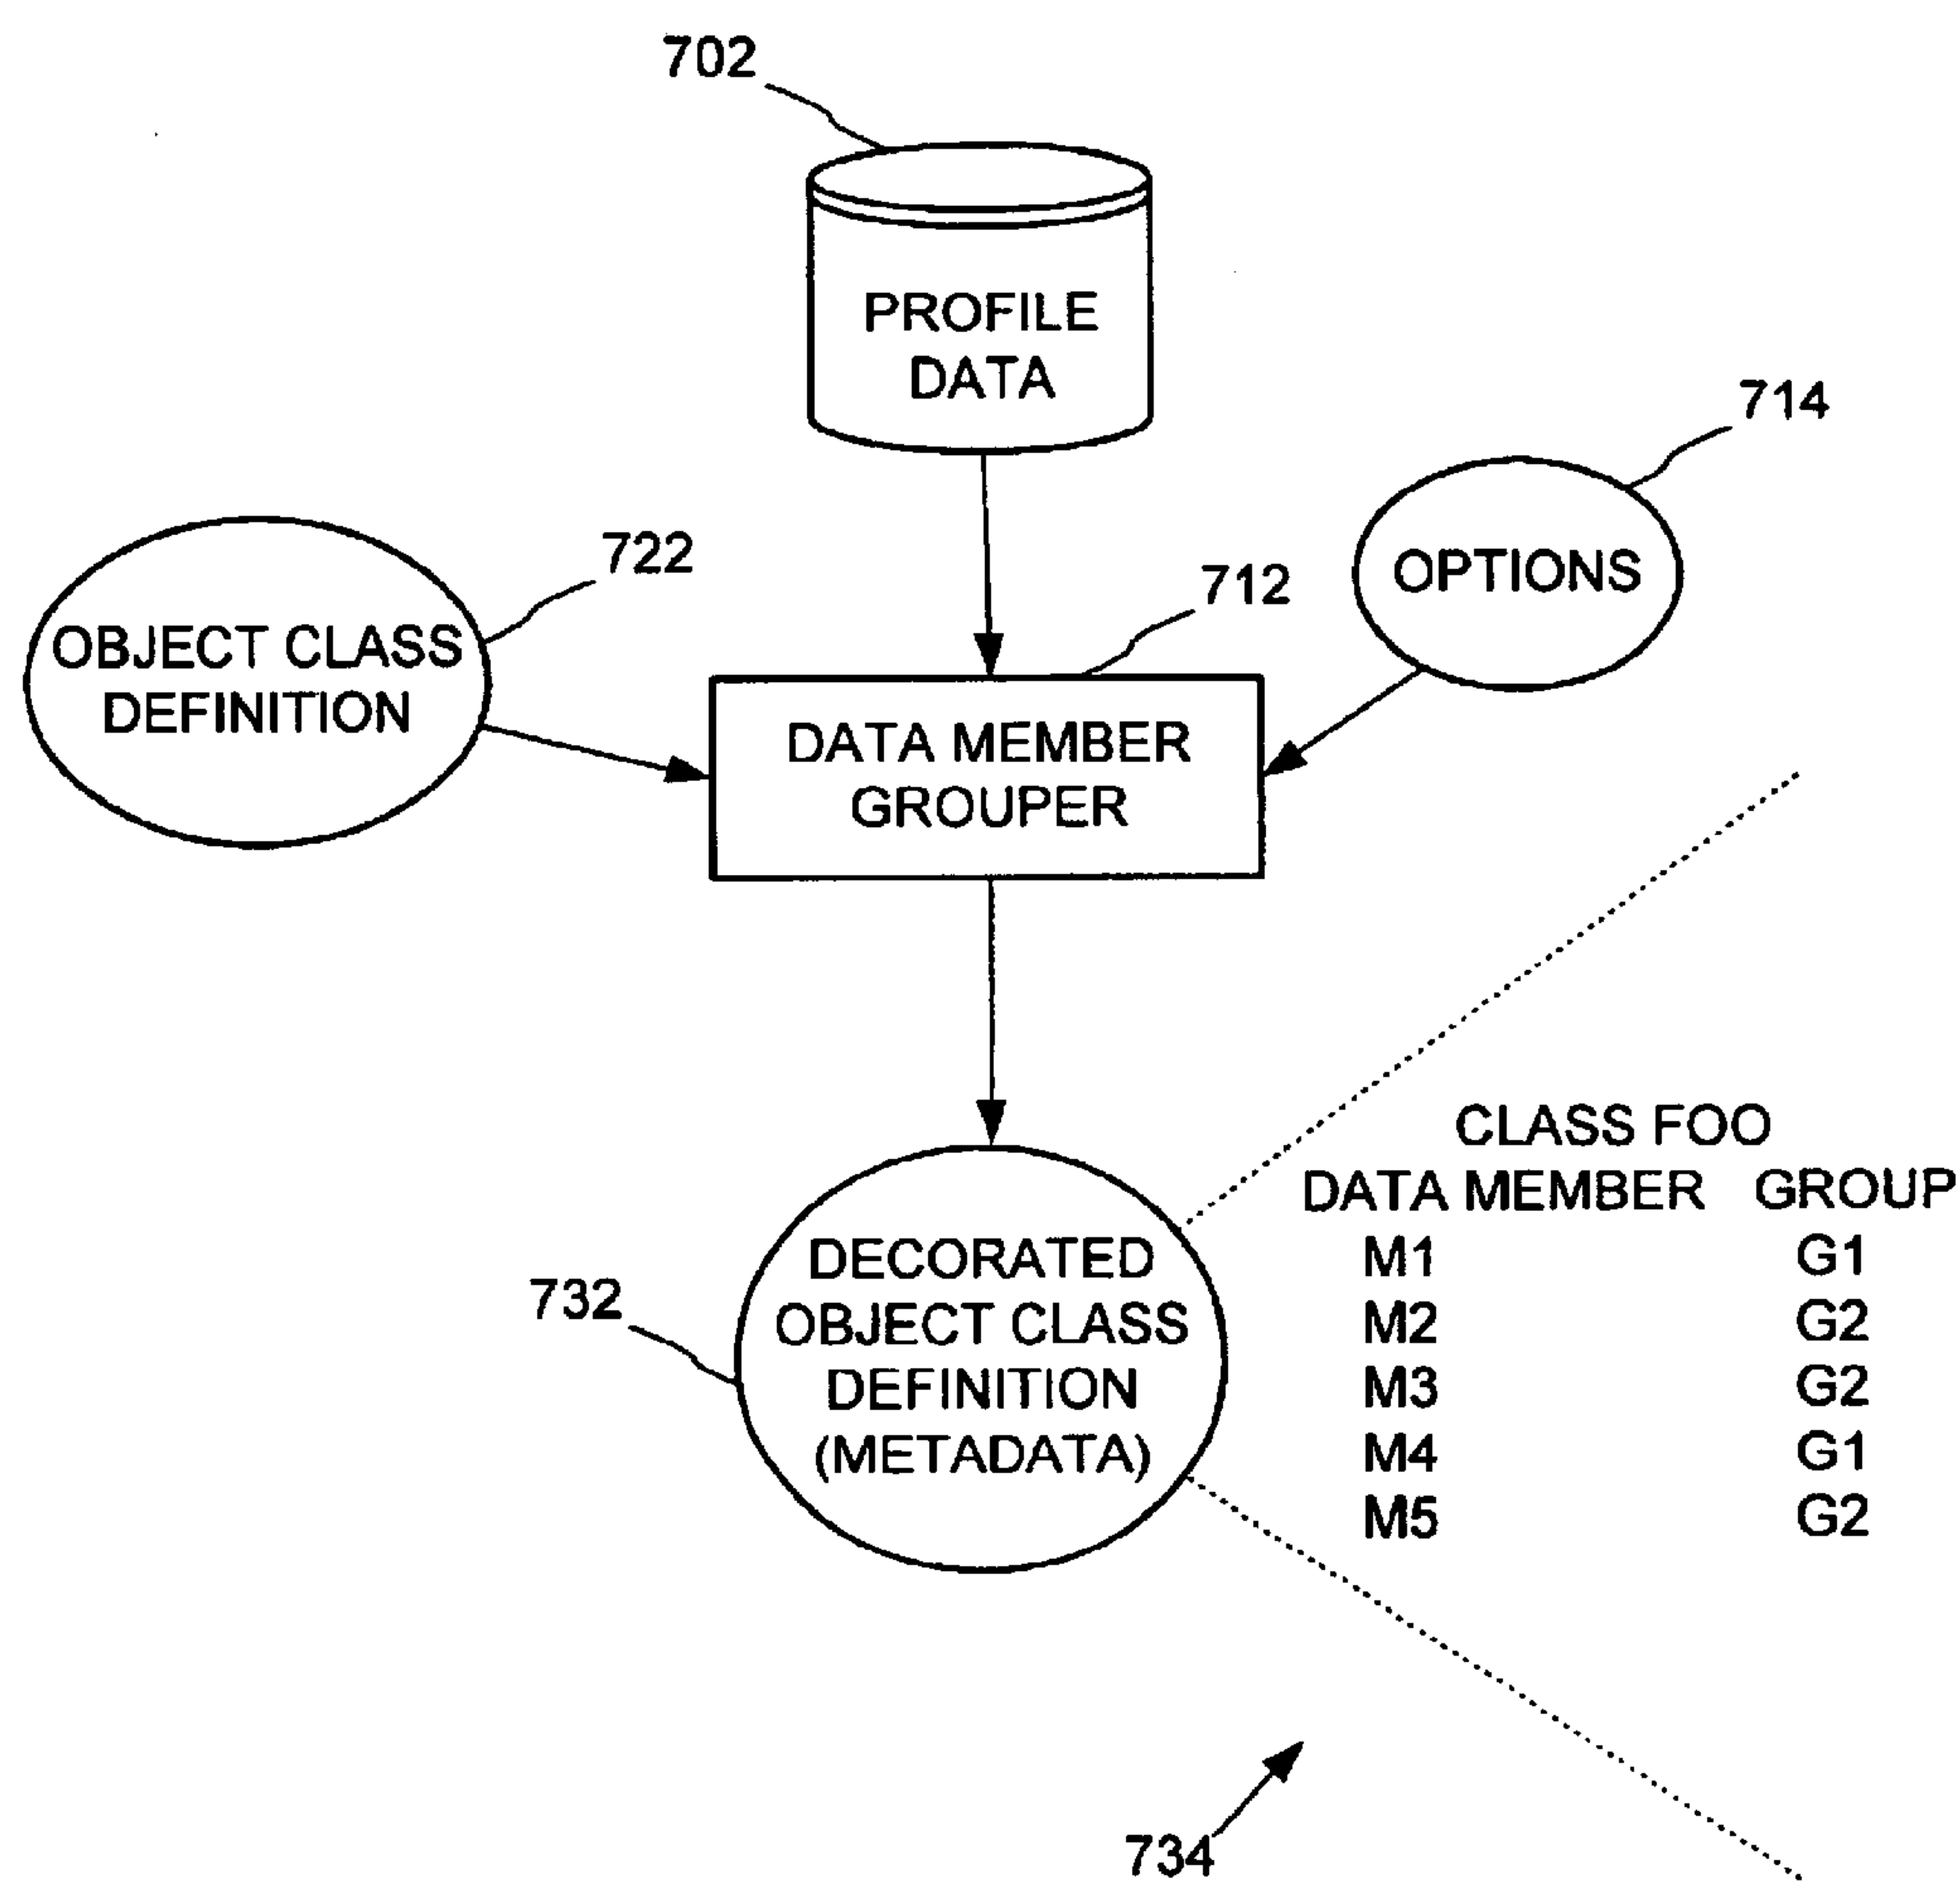 702
PROFILE
DATA
714
OPTIONS
722
OBJECT CLASS
DEFINITION
712
DATA MEMBER
GROUPER
732
DECORATED
OBJECT CLASS
DEFINITION
(METADATA)
CLASS FOO
DATA MEMBER GROUP
M1 G1
M2 G2
M3 G2
M4 G1
M5 G2
734